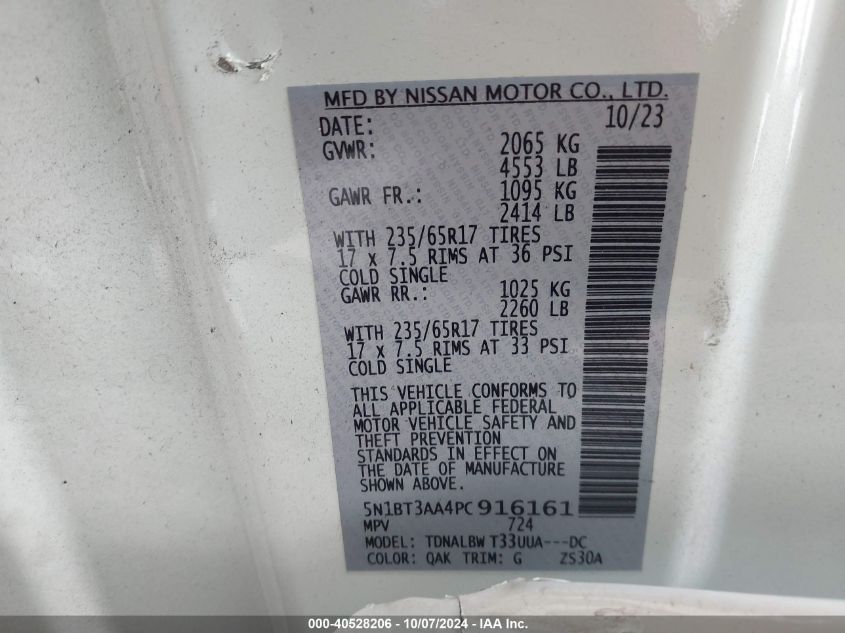 MFD BY NISSAN MOTOR CO., LTD.
DATE: 10/23
GVWR: 2065 KG
4553 LB
GAWR FR.: 1095 KG
2414 LB
WITH 235/65R17 TIRES
17 x 7.5 RIMS AT 36 PSI
COLD SINGLE
GAWR RR.: 1025 KG
2260 LB
WITH 235/65R17 TIRES
17 x 7.5 RIMS AT 33 PSI
COLD SINGLE
THIS VEHICLE CONFORMS TO
ALL APPLICABLE FEDERAL
MOTOR VEHICLE SAFETY AND
THEFT PREVENTION
STANDARDS IN EFFECT ON
THE DATE OF MANUFACTURE
SHOWN ABOVE.
5N1BT3AA4PC916161
MPV 724
MODEL: TDNALBW T33UUA---DC
COLOR: QAK TRIM: G ZS30A
000-40528206 - 10/07/2024 - IAA Inc.